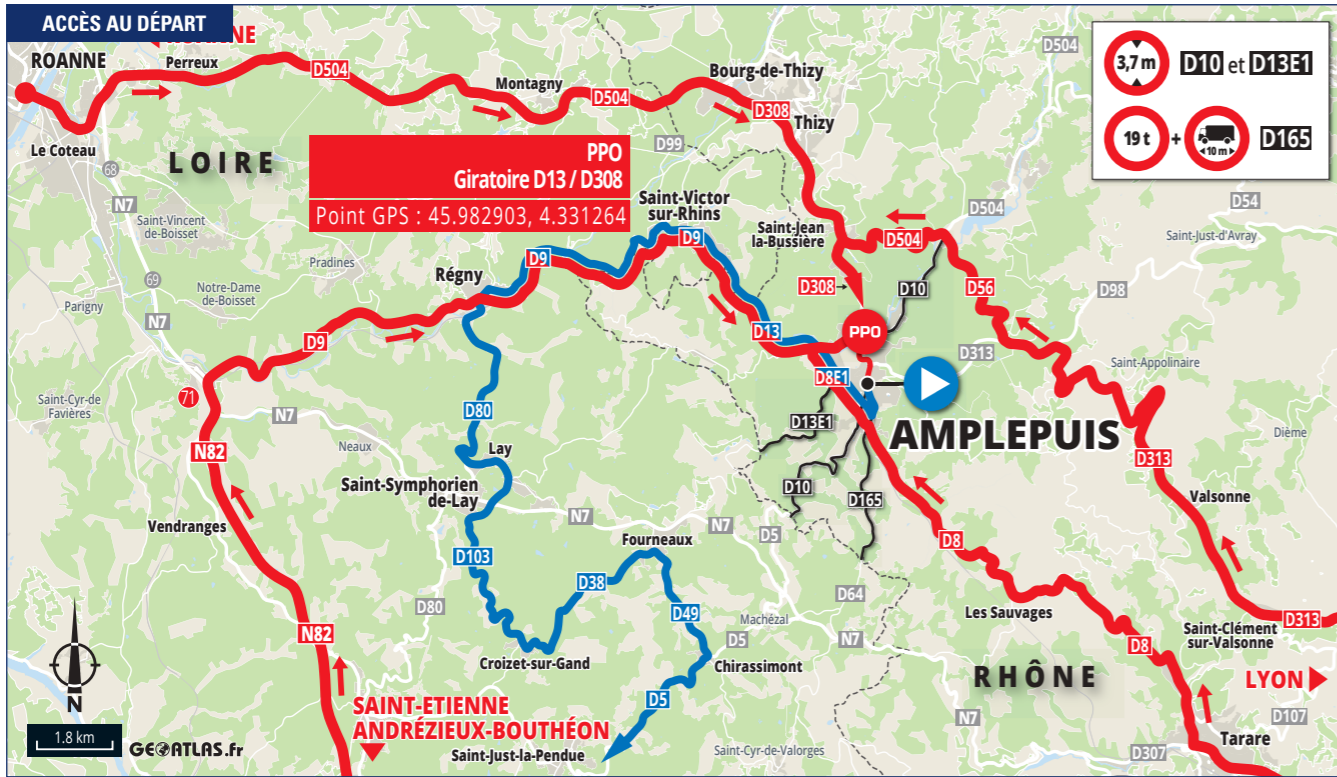 ACCÈS AU DÉPART
ROANNE
Perreux
D504
Montagny
D504
Bourg-de-Thizy
D308
Thizy
D504
D504
3,7 m
D10 et D13E1
19 t + 10 m D165
Le Coteau
LOIRE
68
N7
D99
PPO
Giratoire D13 / D308
Point GPS : 45.982903, 4.331264
Saint-Vincent
de-Boisset
Saint-Victor
sur-Rhins
D9
D9
Saint-Jean
la-Bussière
D504
D504
D54
Saint-Just-d'Avray
Pradines
Régny
69
Notre-Dame
de-Boisset
Parigny
N7
D308
D10
D56
D98
D9
D13
PPO
D313
Saint-Appolinaire
D8E1
71
Saint-Cyr-de
Favières
N7
D80
D13E1
AMPLEPUIS
Dième
N82
Neaux
Lay
D313
Saint-Symphorien
de-Lay
D10
D165
Valsonne
Vendranges
N7
N7
D5
Fourneaux
D8
D103
D38
D80
D49
D64
Machézal
Les Sauvages
N82
D5
N7
D8
Saint-Clément
sur-Valsonne
D313
Croizet-sur-Gand
Chirassimont
RHÔNE
LYON
N
D5
SAINT-ETIENNE
ANDRÉZIEUX-BOUTHÉON
N7
D107
1.8 km
GEOATLAS.fr
Saint-Just-la-Pendue
Saint-Cyr-de-Valorges
D307
Tarare